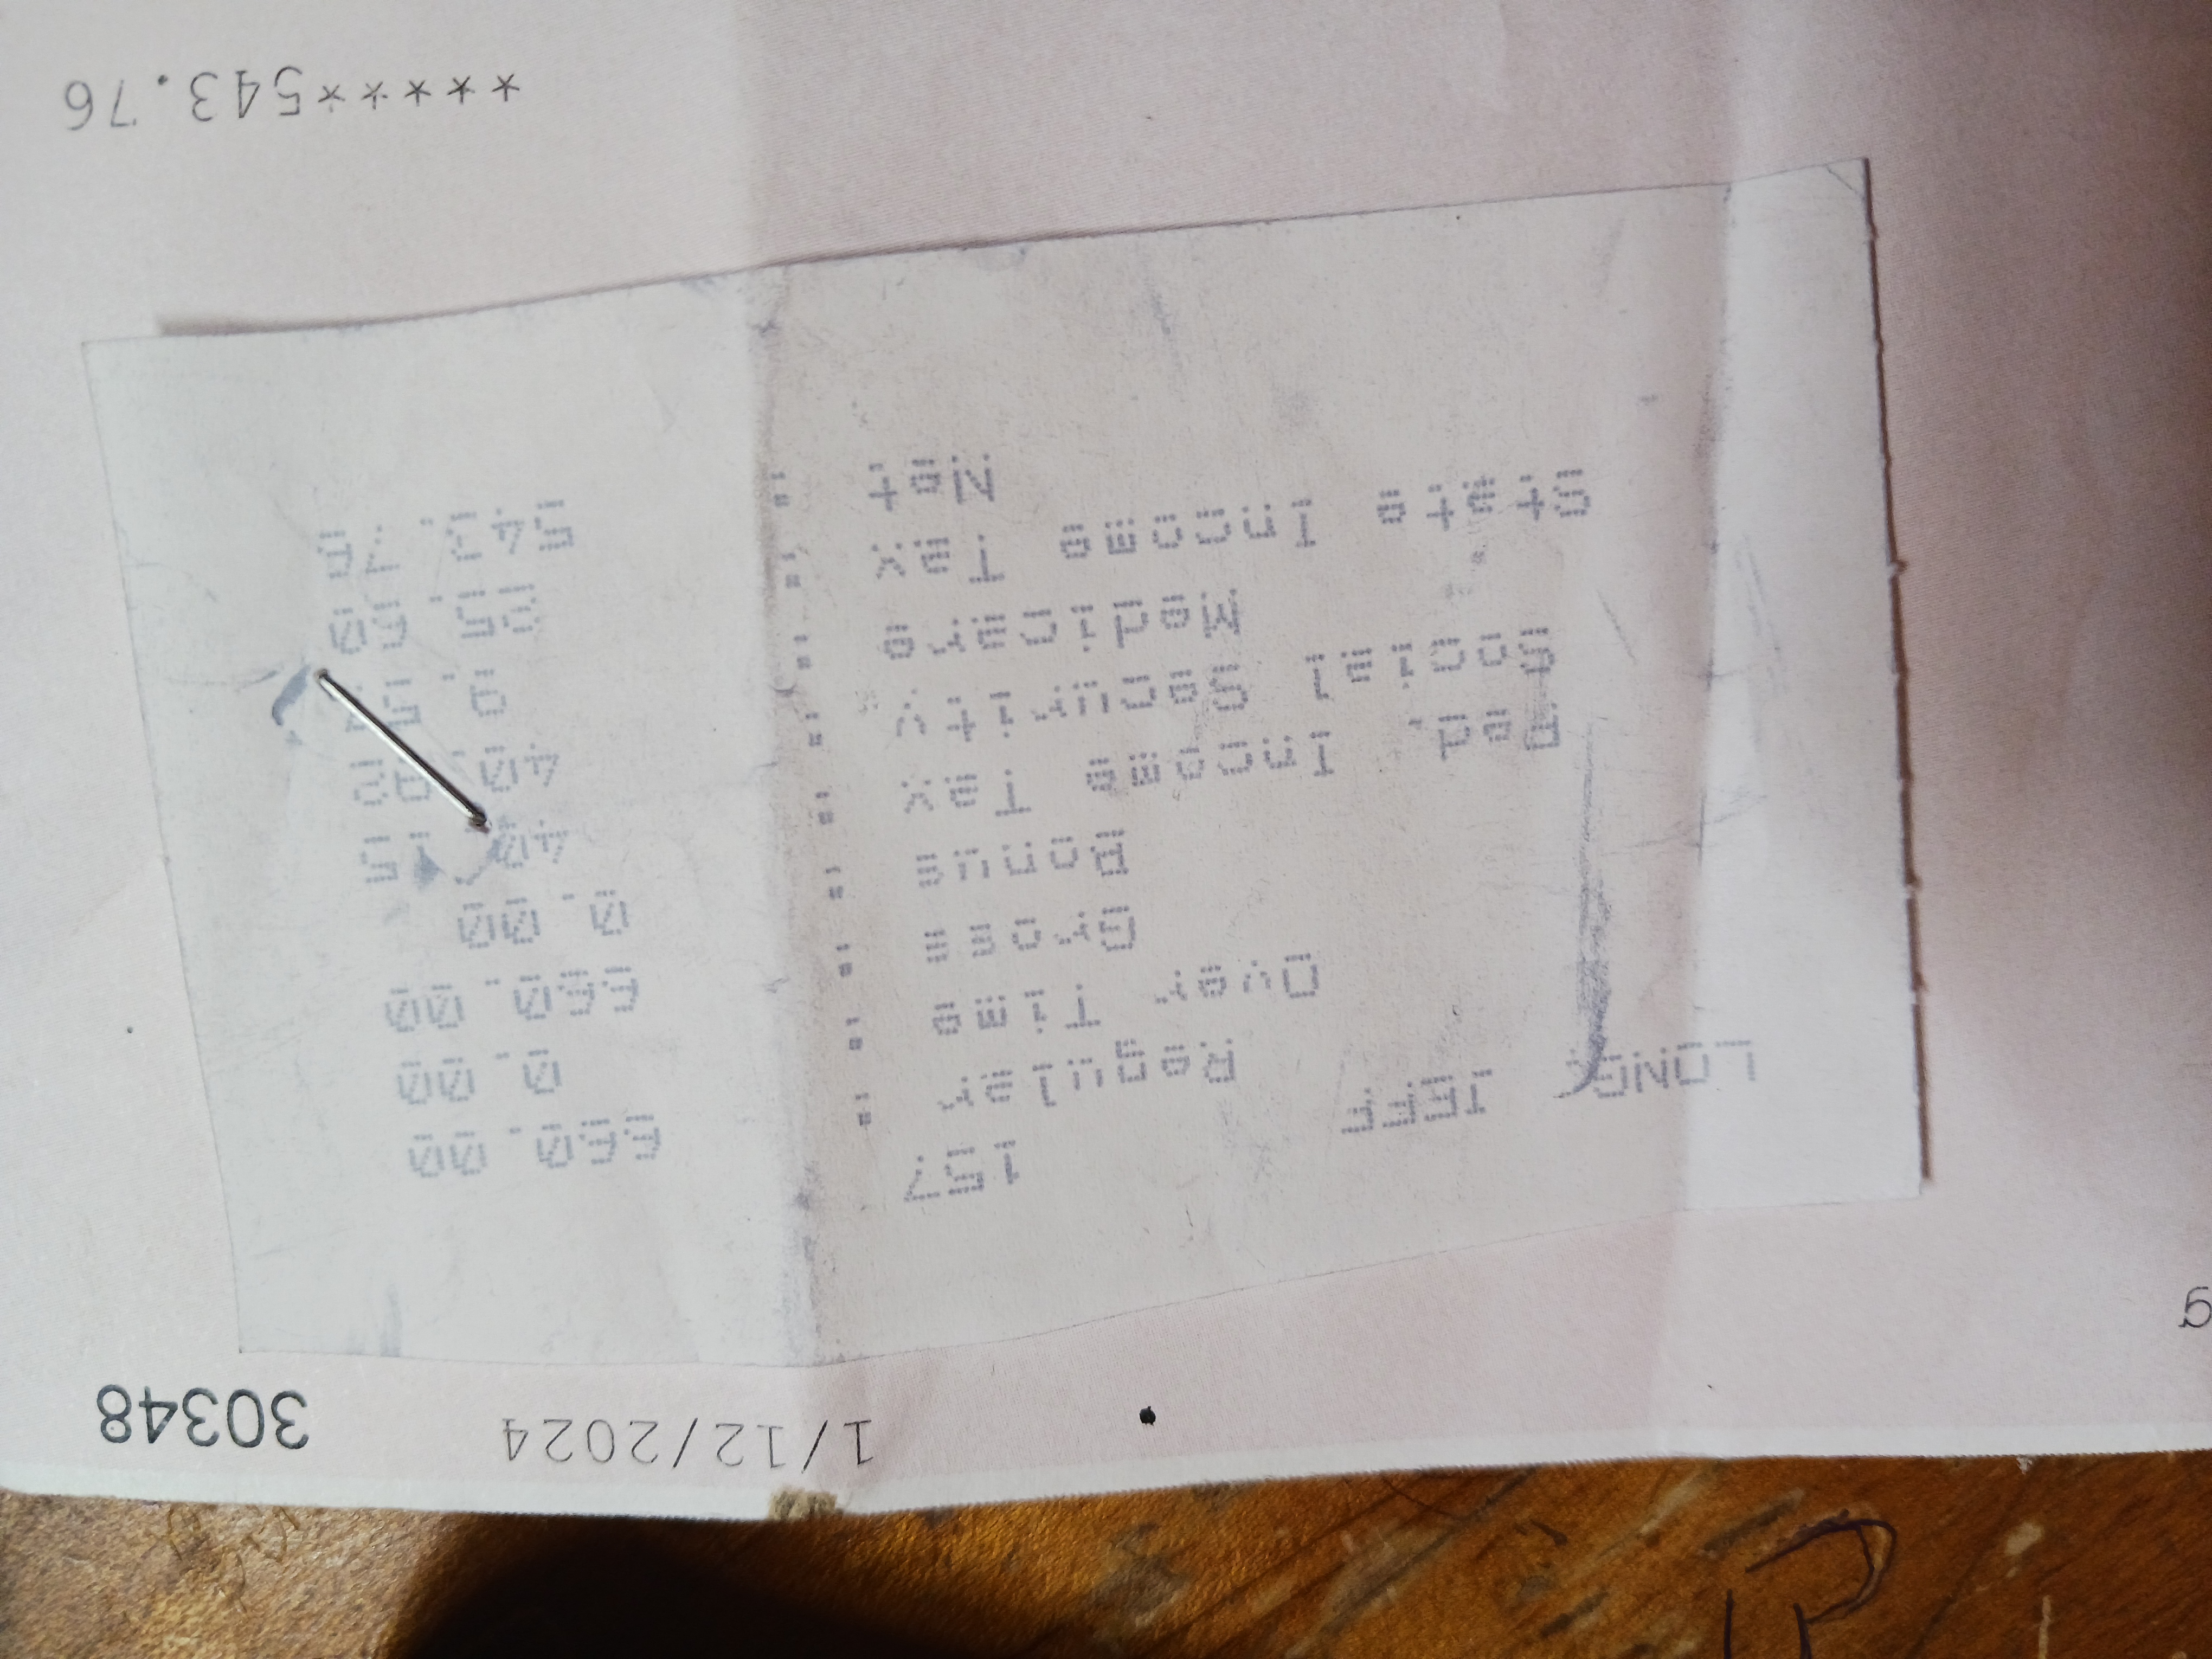 1/12/2024 30348
g
LONG, JEFF 157
Regular : 660.00
Over Time : 0.00
Gross : 660.00
Bonus : 0.00
Fed. Income Tax : 40.15
Social Security : 40.92
Medicare : 9.57
State Income Tax : 25.60
Net : 543.76
*****543.76